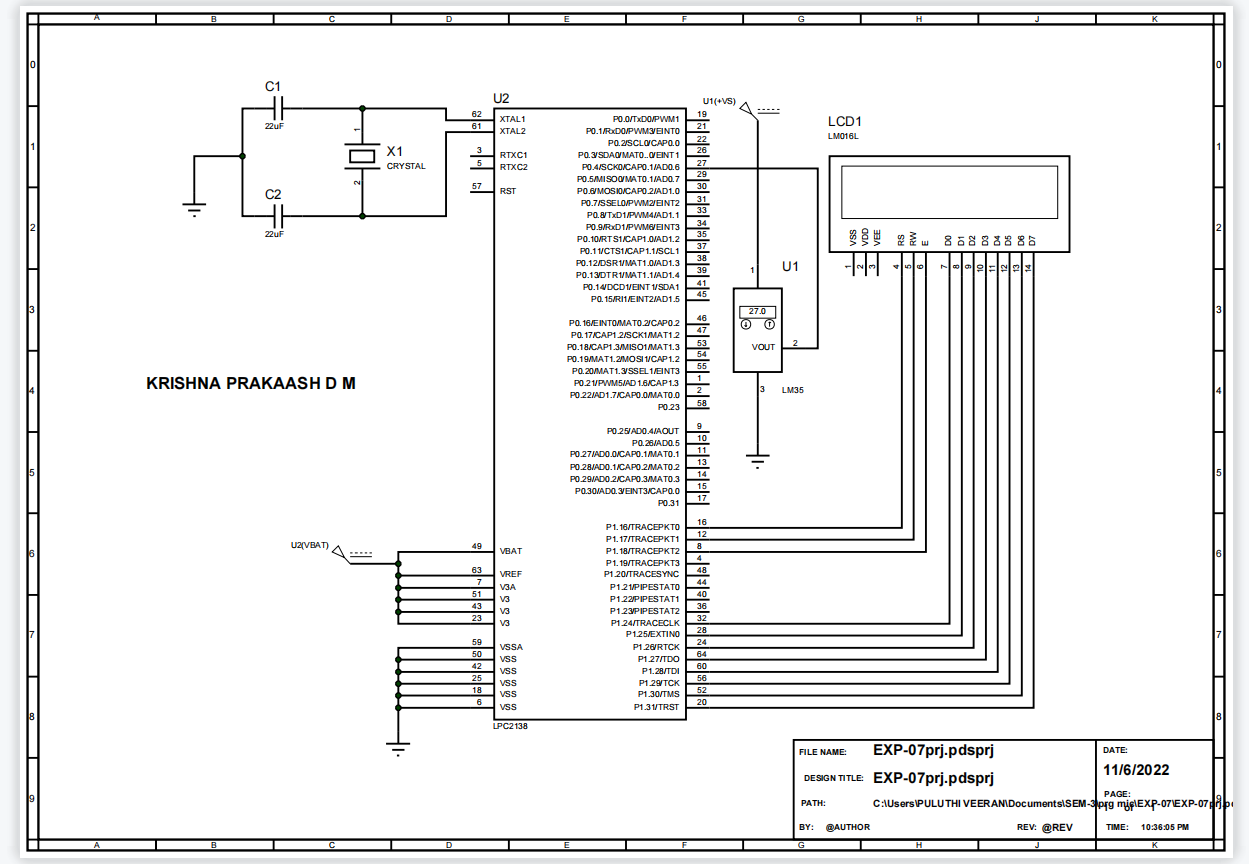 A B C D E F G H J K
0 0
1 1
2 2
3 3
4 4
5 5
6 6
7 7
8 8
9 9
C1
22uF
C2
22uF
1
X1
CRYSTAL
2
U2
62 XTAL1
61 XTAL2
3 RTXC1
5 RTXC2
57 RST
49 VBAT
63 VREF
7 V3A
51 V3
43 V3
23 V3
59 VSSA
50 VSS
42 VSS
25 VSS
18 VSS
6 VSS
P0.0/TxD0/PWM1 19
P0.1/RxD0/PWM3/EINT0 21
P0.2/SCL0/CAP0.0 22
P0.3/SDA0/MAT0..0/EINT1 26
P0.4/SCK0/CAP0.1/AD0.6 27
P0.5/MISO0/MAT0.1/AD0.7 29
P0.6/MOSI0/CAP0.2/AD1.0 30
P0.7/SSEL0/PWM2/EINT2 31
P0.8/TxD1/PWM4/AD1.1 33
P0.9/RxD1/PWM6/EINT3 34
P0.10/RTS1/CAP1.0/AD1.2 35
P0.11/CTS1/CAP1.1/SCL1 37
P0.12/DSR1/MAT1.0/AD1.3 38
P0.13/DTR1/MAT1.1/AD1.4 39
P0.14/DCD1/EINT1/SDA1 41
P0.15/RI1/EINT2/AD1.5 45
P0.16/EINT0/MAT0.2/CAP0.2 46
P0.17/CAP1.2/SCK1/MAT1.2 47
P0.18/CAP1.3/MISO1/MAT1.3 53
P0.19/MAT1.2/MOSI1/CAP1.2 54
P0.20/MAT1.3/SSEL1/EINT3 55
P0.21/PWM5/AD1.6/CAP1.3 1
P0.22/AD1.7/CAP0.0/MAT0.0 2
P0.23 58
P0.25/AD0.4/AOUT 9
P0.26/AD0.5 10
P0.27/AD0.0/CAP0.1/MAT0.1 11
P0.28/AD0.1/CAP0.2/MAT0.2 13
P0.29/AD0.2/CAP0.3/MAT0.3 14
P0.30/AD0.3/EINT3/CAP0.0 15
P0.31 17
P1.16/TRACEPKT0 16
P1.17/TRACEPKT1 12
P1.18/TRACEPKT2 8
P1.19/TRACEPKT3 4
P1.20/TRACESYNC 48
P1.21/PIPESTAT0 44
P1.22/PIPESTAT1 40
P1.23/PIPESTAT2 36
P1.24/TRACECLK 32
P1.25/EXTIN0 28
P1.26/RTCK 24
P1.27/TDO 64
P1.28/TDI 60
P1.29/TCK 56
P1.30/TMS 52
P1.31/TRST 20
LPC2138
U1(+VS)
1
U1
27.0
VOUT 2
3
LM35
LCD1
LM016L
VSS VDD VEE RS RW E D0 D1 D2 D3 D4 D5 D6 D7
1 2 3 4 5 6 7 8 9 10 11 12 13 14
KRISHNA PRAKAASH D M
U2(VBAT)
FILE NAME: EXP-07prj.pdsprj
DESIGN TITLE: EXP-07prj.pdsprj
PATH:
BY: @AUTHOR REV: @REV
DATE:
11/6/2022
PAGE:
TIME: 10:36:05 PM
A B C D E F G H J K